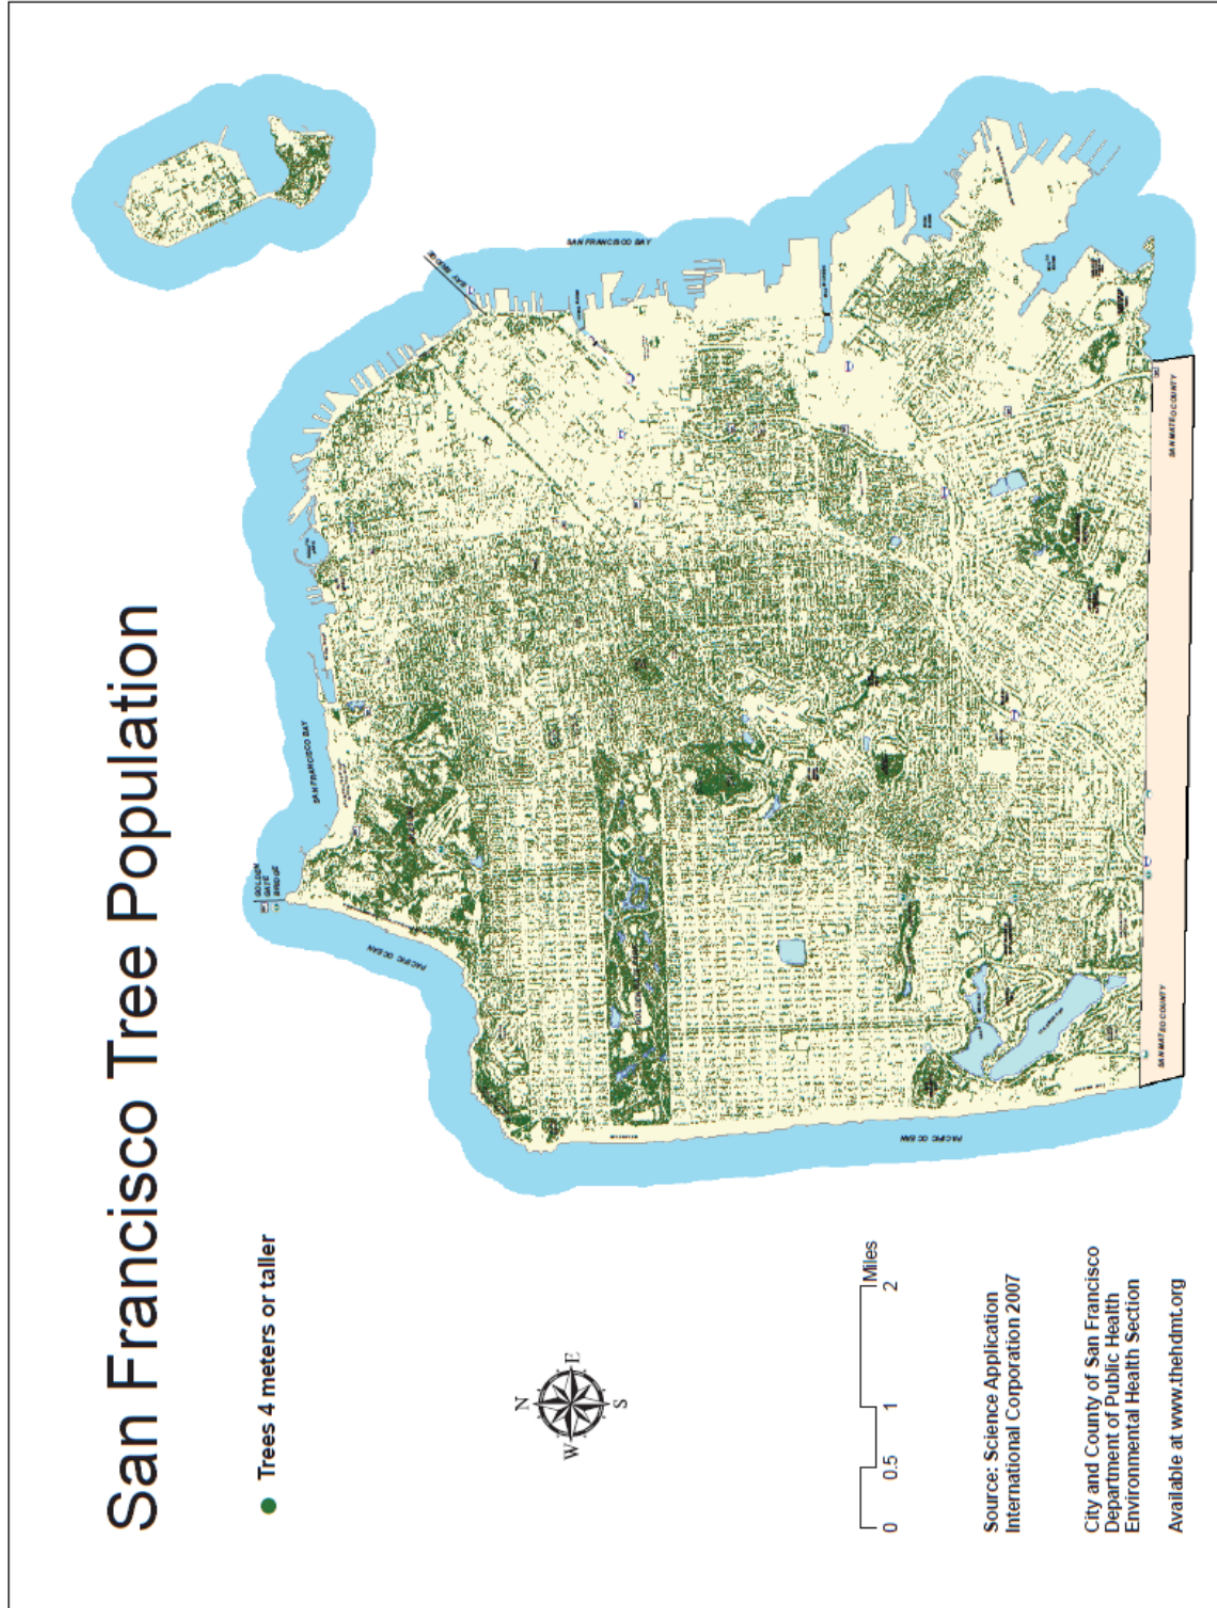 San Francisco Tree Population
Trees 4 meters or taller
N
W
E
S
0
0.5
1
2
Miles
Source: Science Application
International Corporation 2007
City and County of San Francisco
Department of Public Health
Environmental Health Section
Available at www.thehdmt.org
GOLDEN
GATE
BRIDGE
SAN FRANCISCO BAY
PACIFIC OCEAN
BAY BRIDGE
SAN FRANCISCO BAY
PACIFIC OCEAN
SAN MATEO COUNTY
SAN MATEO COUNTY